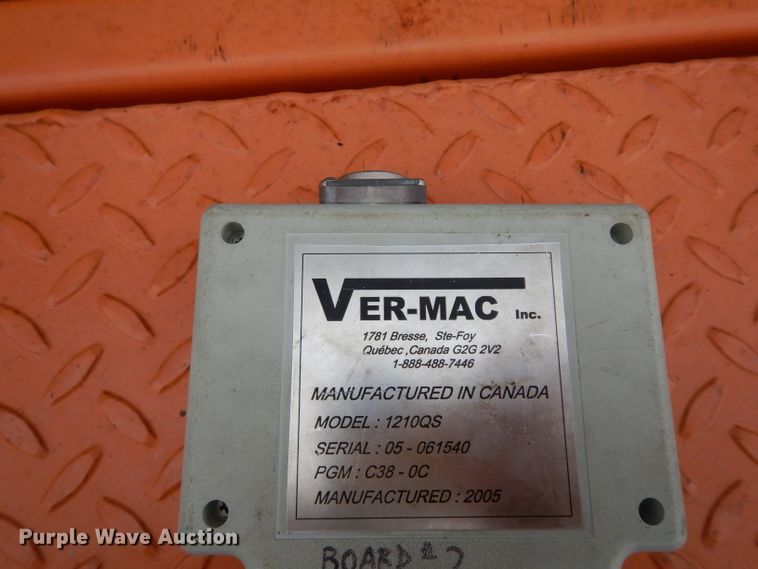 VER-MAC Inc.
1781 Bresse, Ste-Foy
Québec ,Canada G2G 2V2
1-888-488-7446
MANUFACTURED IN CANADA
MODEL : 1210QS
SERIAL : 05 - 061540
PGM : C38 - 0C
MANUFACTURED : 2005
BOARD #2
Purple Wave Auction